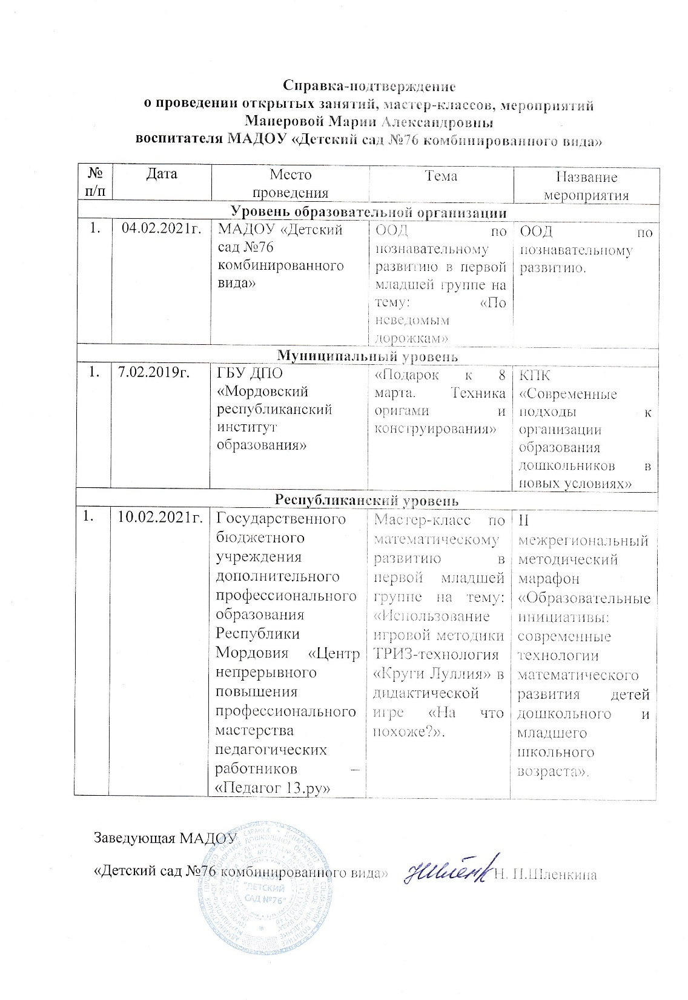 Справка-подтверждение
о проведении открытых занятий, мастер-классов, мероприятий
Манеровой Марии Александровны
воспитателя МАДОУ «Детский сад №76 комбинированного вида»
№ п/п
Дата
Место
проведения
Тема
Название
мероприятия
Уровень образовательной организации
1.
04.02.2021г.
МАДОУ «Детский
сад №76
комбинированного
вида»
ООД по
познавательному
развитию в первой
младшей группе на
тему: «По
неведомым
дорожкам»
ООД по
познавательному
развитию.
Муниципальный уровень
1.
7.02.2019г.
ГБУ ДПО
«Мордовский
республиканский
институт
образования»
«Подарок к 8
марта. Техника
оригами и
конструирования»
КПК
«Современные
подходы к
организации
образования
дошкольников в
новых условиях»
Республиканский уровень
1.
10.02.2021г.
Государственного
бюджетного
учреждения
дополнительного
профессионального
образования
Республики
Мордовия «Центр
непрерывного
повышения
профессионального
мастерства
педагогических
работников –
«Педагог 13.ру»
Мастер-класс по
математическому
развитию в
первой младшей
группе на тему:
«Использование
игровой методики
ТРИЗ-технология
«Круги Луллия» в
дидактической
игре «На что
похоже?».
II
межрегиональный
методический
марафон
«Образовательные
инициативы:
современные
технологии
математического
развития детей
дошкольного и
младшего
школьного
возраста».
Заведующая МАДОУ
«Детский сад №76 комбинированного вида»
Н. П.Шленкина
"ДЕТСКИЙ
САД №76"